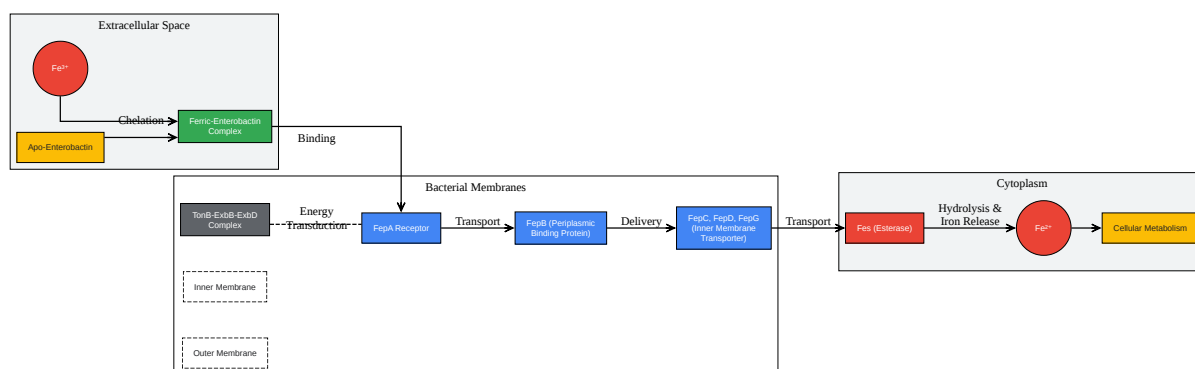 Extracellular Space
Fe³⁺
Chelation
Apo-Enterobactin
Ferric-Enterobactin
Complex
Binding
Bacterial Membranes
TonB-ExbB-ExbD
Complex
Energy
Transduction
FepA Receptor
Transport
FepB (Periplasmic
Binding Protein)
Delivery
FepC, FepD, FepG
(Inner Membrane
Transporter)
Transport
Inner Membrane
Outer Membrane
Cytoplasm
Fes (Esterase)
Hydrolysis &
Iron Release
Fe²⁺
Cellular Metabolism